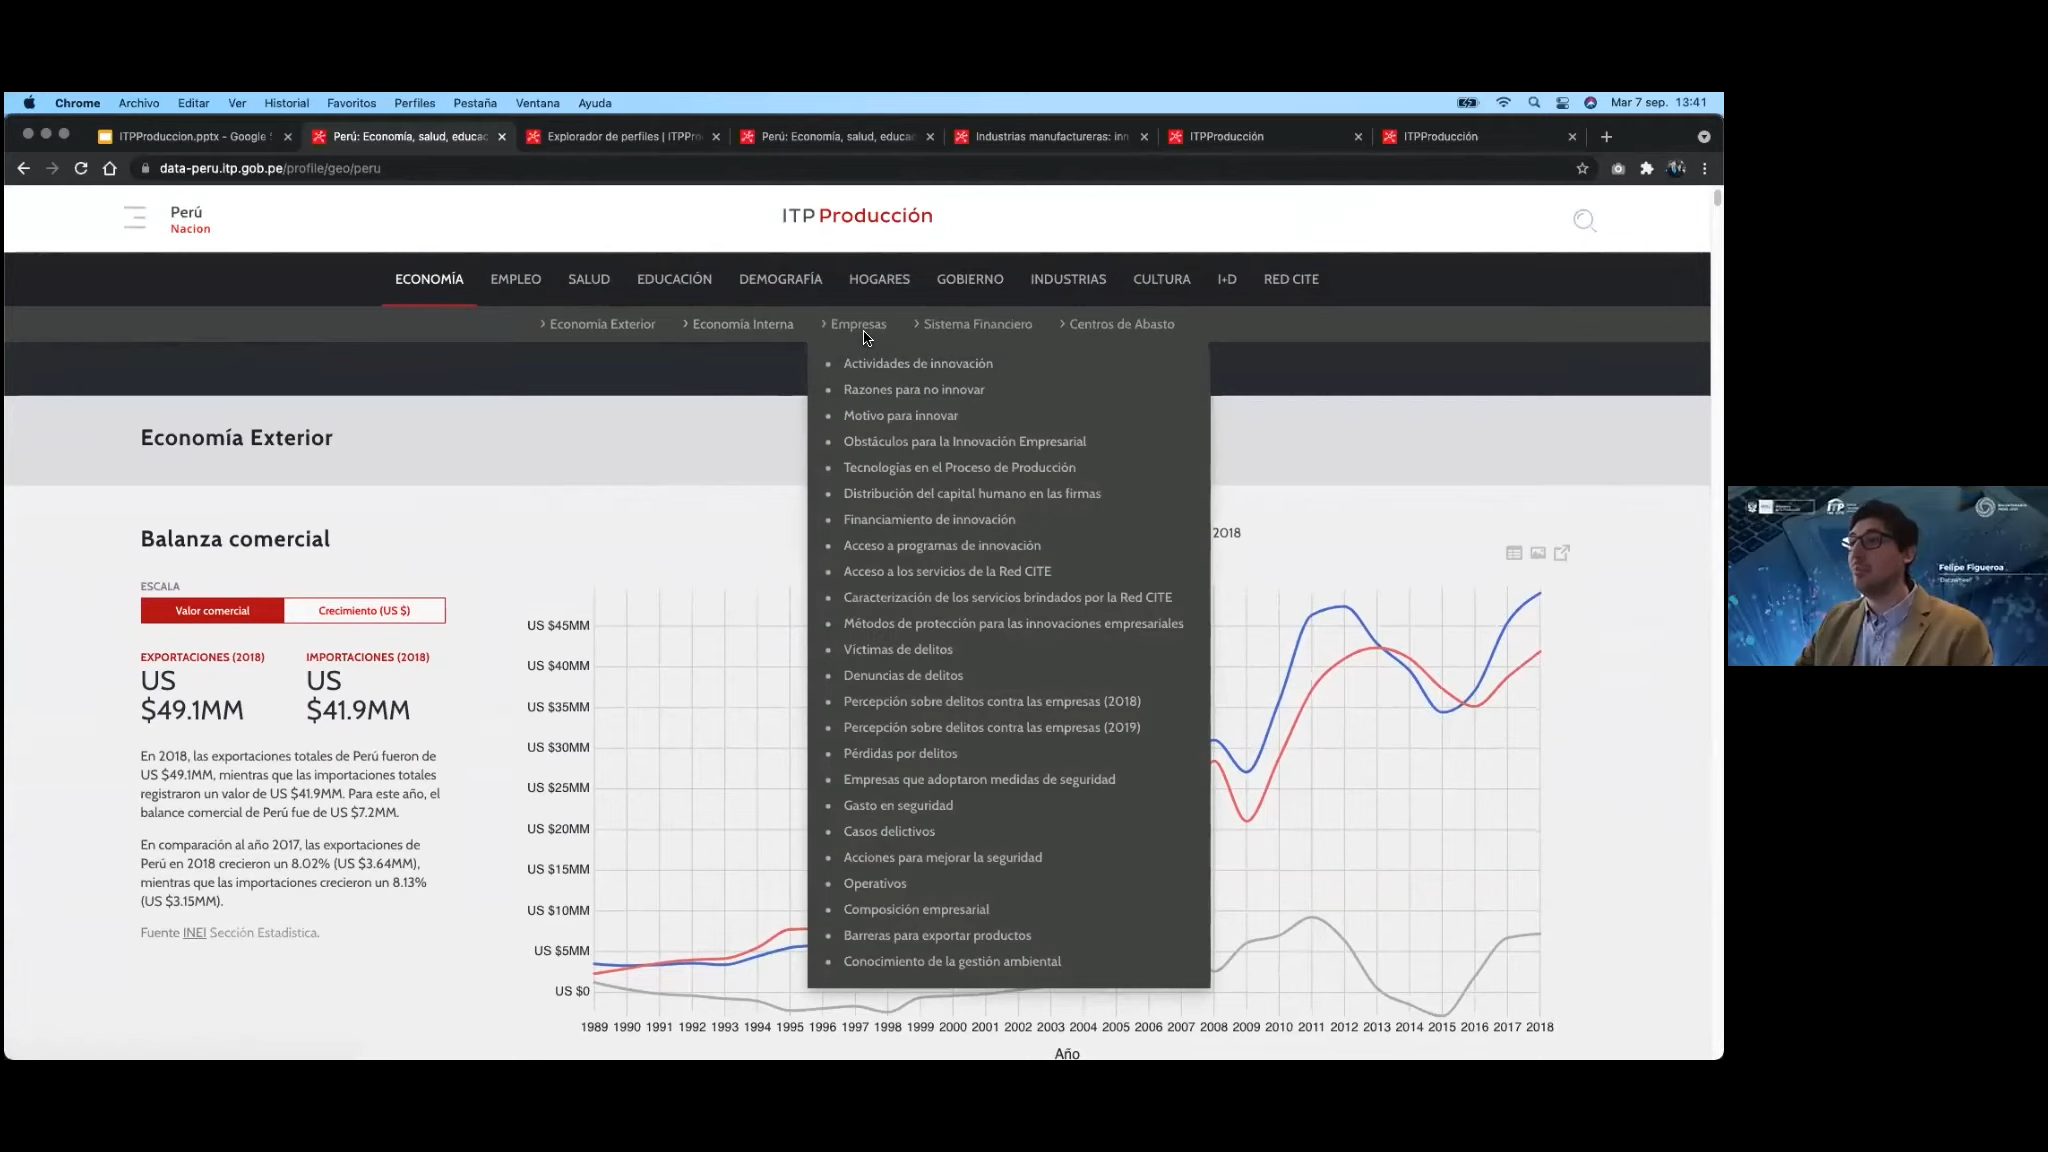 Chrome Archivo Editar Ver Historial Favoritos Perfiles Pestaña Ventana Ayuda Mar 7 sep. 13:41
ITPProduccion.pptx - Google S
Perú: Economía, salud, educac
Explorador de perfiles | ITPPro
Perú: Economía, salud, educac
Industrias manufactureras: inn
ITPProducción
ITPProducción
data-peru.itp.gob.pe/profile/geo/peru
Perú
Nacion
ITP Producción
ECONOMÍA EMPLEO SALUD EDUCACIÓN DEMOGRAFÍA HOGARES GOBIERNO INDUSTRIAS CULTURA I+D RED CITE
Economía Exterior Economía Interna Empresas Sistema Financiero Centros de Abasto
Actividades de innovación
Razones para no innovar
Motivo para innovar
Obstáculos para la Innovación Empresarial
Tecnologías en el Proceso de Producción
Distribución del capital humano en las firmas
Financiamiento de innovación
Acceso a programas de innovación
Acceso a los servicios de la Red CITE
Caracterización de los servicios brindados por la Red CITE
Métodos de protección para las innovaciones empresariales
Víctimas de delitos
Denuncias de delitos
Percepción sobre delitos contra las empresas (2018)
Percepción sobre delitos contra las empresas (2019)
Pérdidas por delitos
Empresas que adoptaron medidas de seguridad
Gasto en seguridad
Casos delictivos
Acciones para mejorar la seguridad
Operativos
Composición empresarial
Barreras para exportar productos
Conocimiento de la gestión ambiental
Economía Exterior
Balanza comercial
ESCALA
Valor comercial Crecimiento (US $)
EXPORTACIONES (2018) IMPORTACIONES (2018)
US US
$49.1MM $41.9MM
En 2018, las exportaciones totales de Perú fueron de
US $49.1MM, mientras que las importaciones totales
registraron un valor de US $41.9MM. Para este año, el
balance comercial de Perú fue de US $7.2MM.
En comparación al año 2017, las exportaciones de
Perú en 2018 crecieron un 8.02% (US $3.64MM),
mientras que las importaciones crecieron un 8.13%
(US $3.15MM).
Fuente INEI Sección Estadística.
2018
US $45MM
US $40MM
US $35MM
US $30MM
US $25MM
US $20MM
US $15MM
US $10MM
US $5MM
US $0
1989 1990 1991 1992 1993 1994 1995 1996 1997 1998 1999 2000 2001 2002 2003 2004 2005 2006 2007 2008 2009 2010 2011 2012 2013 2014 2015 2016 2017 2018
Año
ITP
Felipe Figueroa
Datawheel